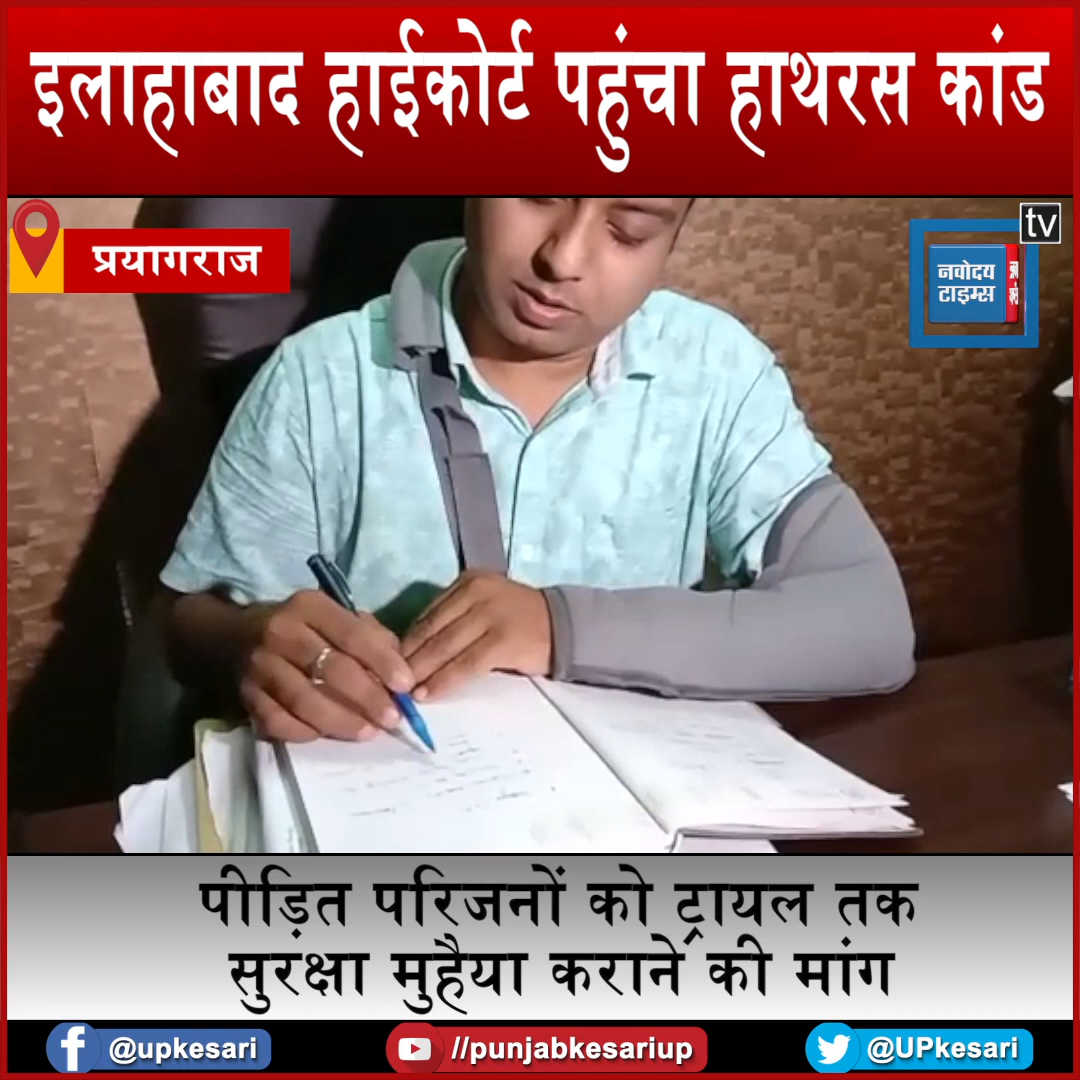 इलाहाबाद हाईकोर्ट पहुंचा हाथरस कांड
प्रयागराज
tv
नवोदय
टाइम्स
पीड़ित परिजनों को ट्रायल तक
सुरक्षा मुहैया कराने की मांग
f @upkesari
//punjabkesariup
@UPkesari